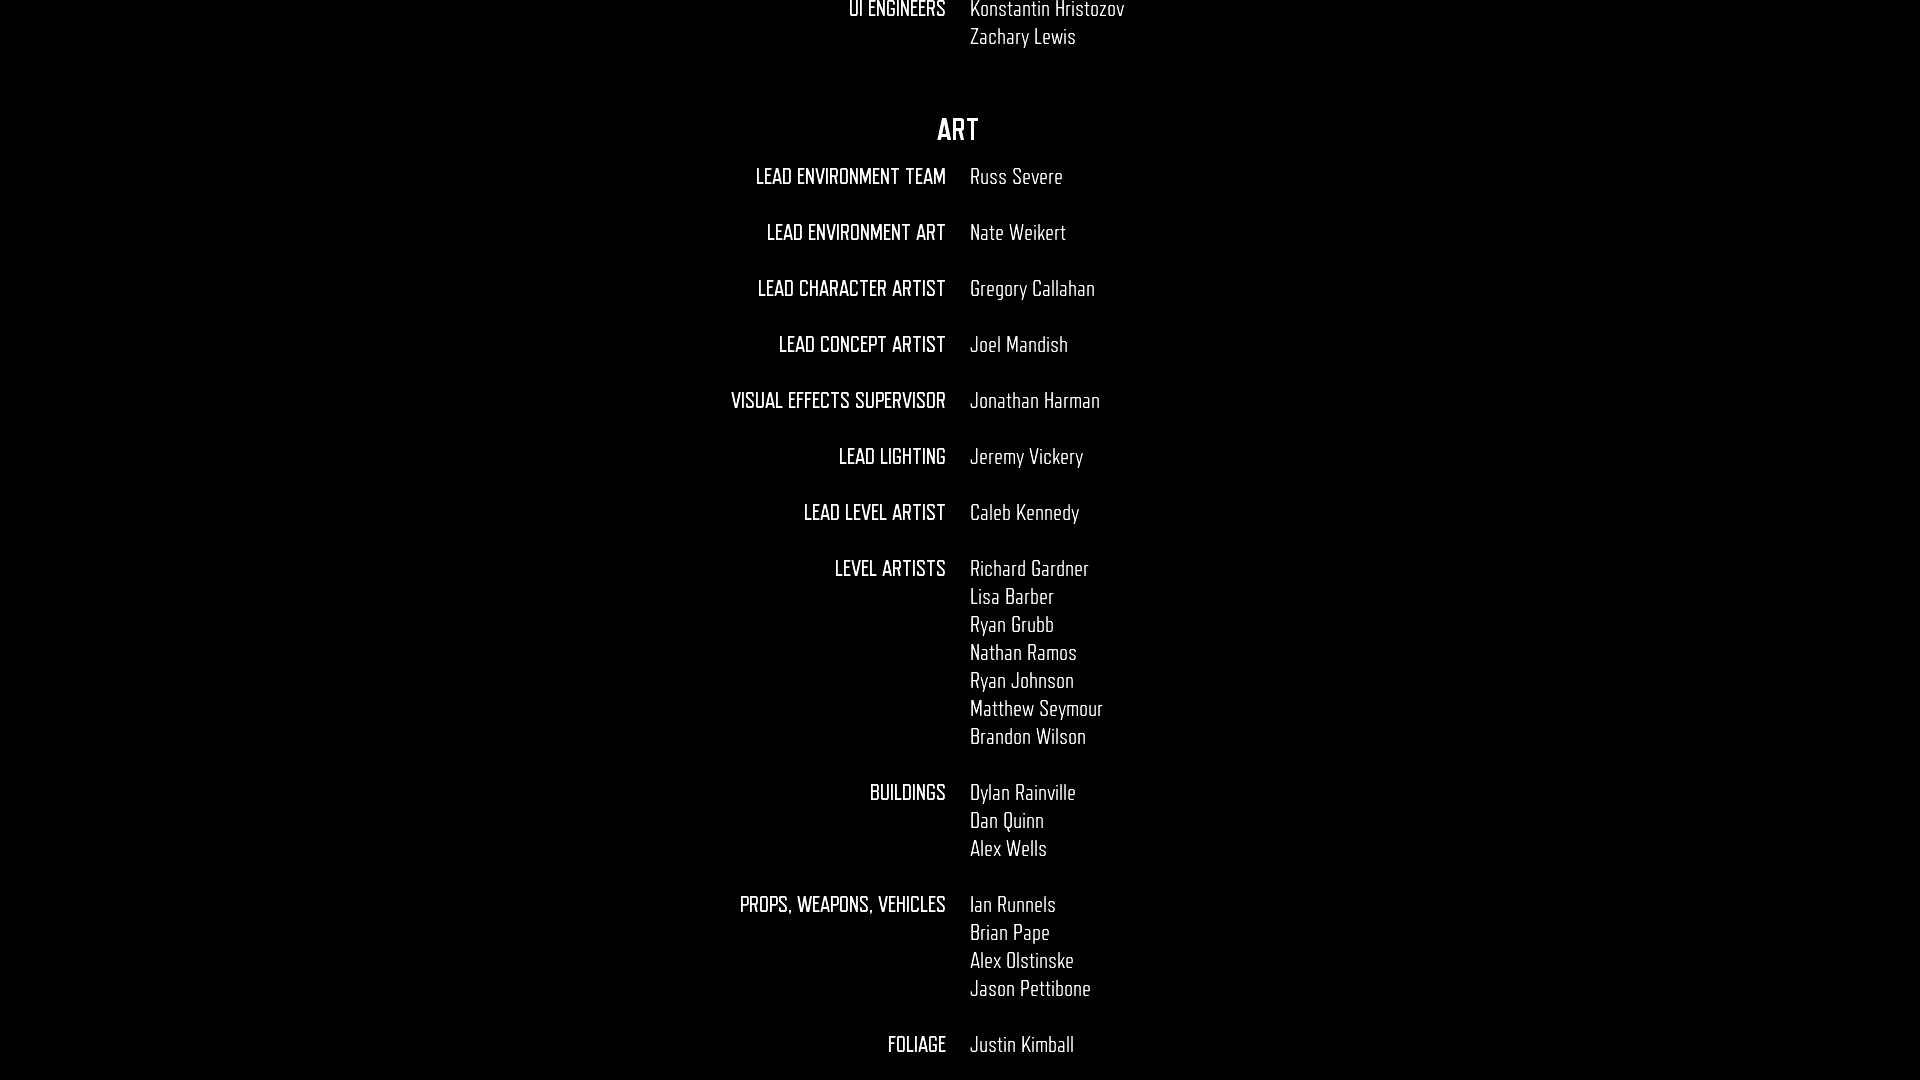 UI ENGINEERS Konstantin Hristozov
Zachary Lewis
ART
LEAD ENVIRONMENT TEAM Russ Severe
LEAD ENVIRONMENT ART Nate Weikert
LEAD CHARACTER ARTIST Gregory Callahan
LEAD CONCEPT ARTIST Joel Mandish
VISUAL EFFECTS SUPERVISOR Jonathan Harman
LEAD LIGHTING Jeremy Vickery
LEAD LEVEL ARTIST Caleb Kennedy
LEVEL ARTISTS Richard Gardner
Lisa Barber
Ryan Grubb
Nathan Ramos
Ryan Johnson
Matthew Seymour
Brandon Wilson
BUILDINGS Dylan Rainville
Dan Quinn
Alex Wells
PROPS, WEAPONS, VEHICLES Ian Runnels
Brian Pape
Alex Olstinske
Jason Pettibone
FOLIAGE Justin Kimball